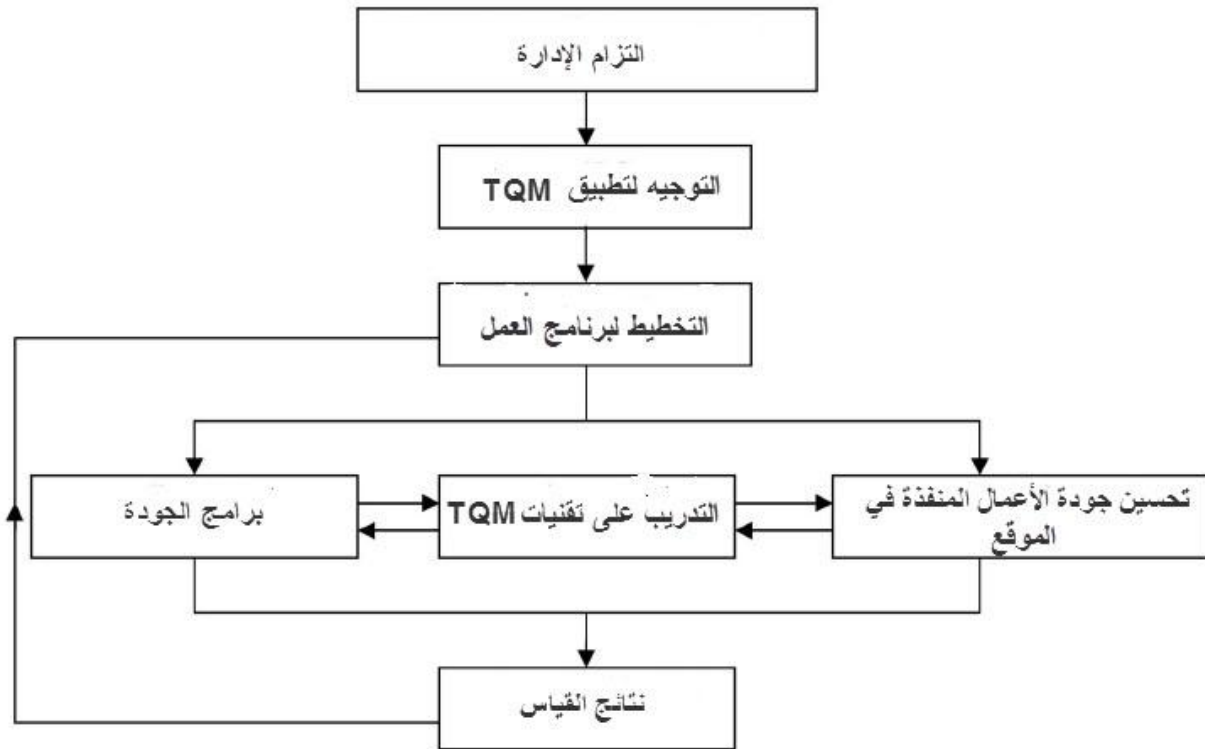 التزام الإدارة
التوجيه لتطبيق TQM
التخطيط لبرنامج العمل
تحسين جودة الأعمال المنفذة في
الموقع
التدريب على تقنيات TQM
برامج الجودة
نتائج القياس